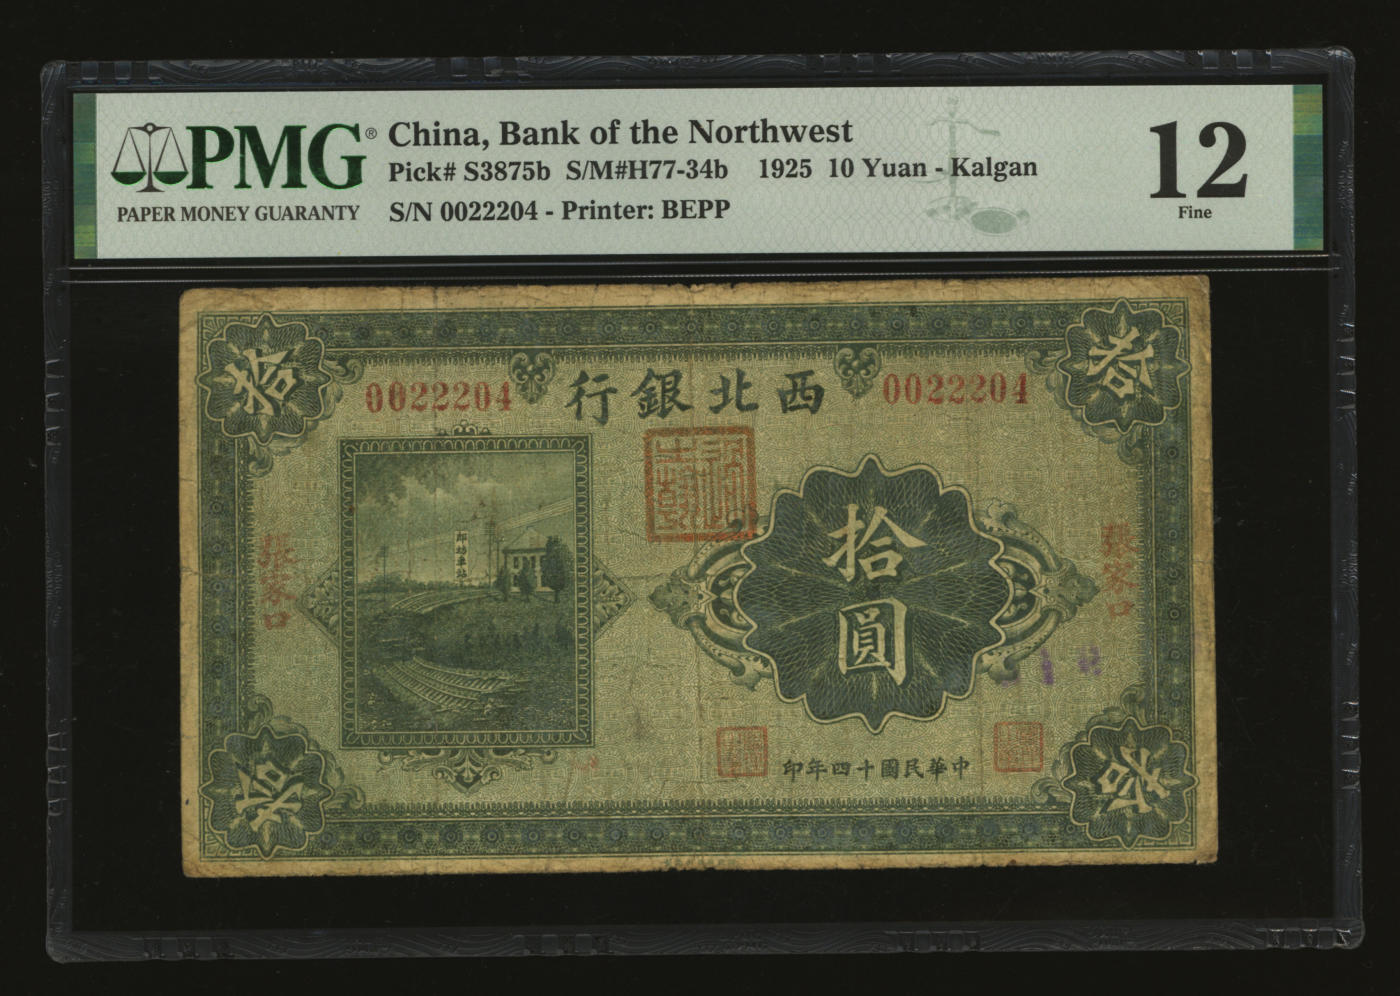 PMG®
PAPER MONEY GUARANTY
China, Bank of the Northwest
Pick# S3875b S/M#H77-34b 1925 10 Yuan - Kalgan
S/N 0022204 - Printer: BEPP
12
Fine
拾
拾
0022204
行銀北西
0022204
張家口
張家口
拾
圓
印年四十國民華中
拾
拾